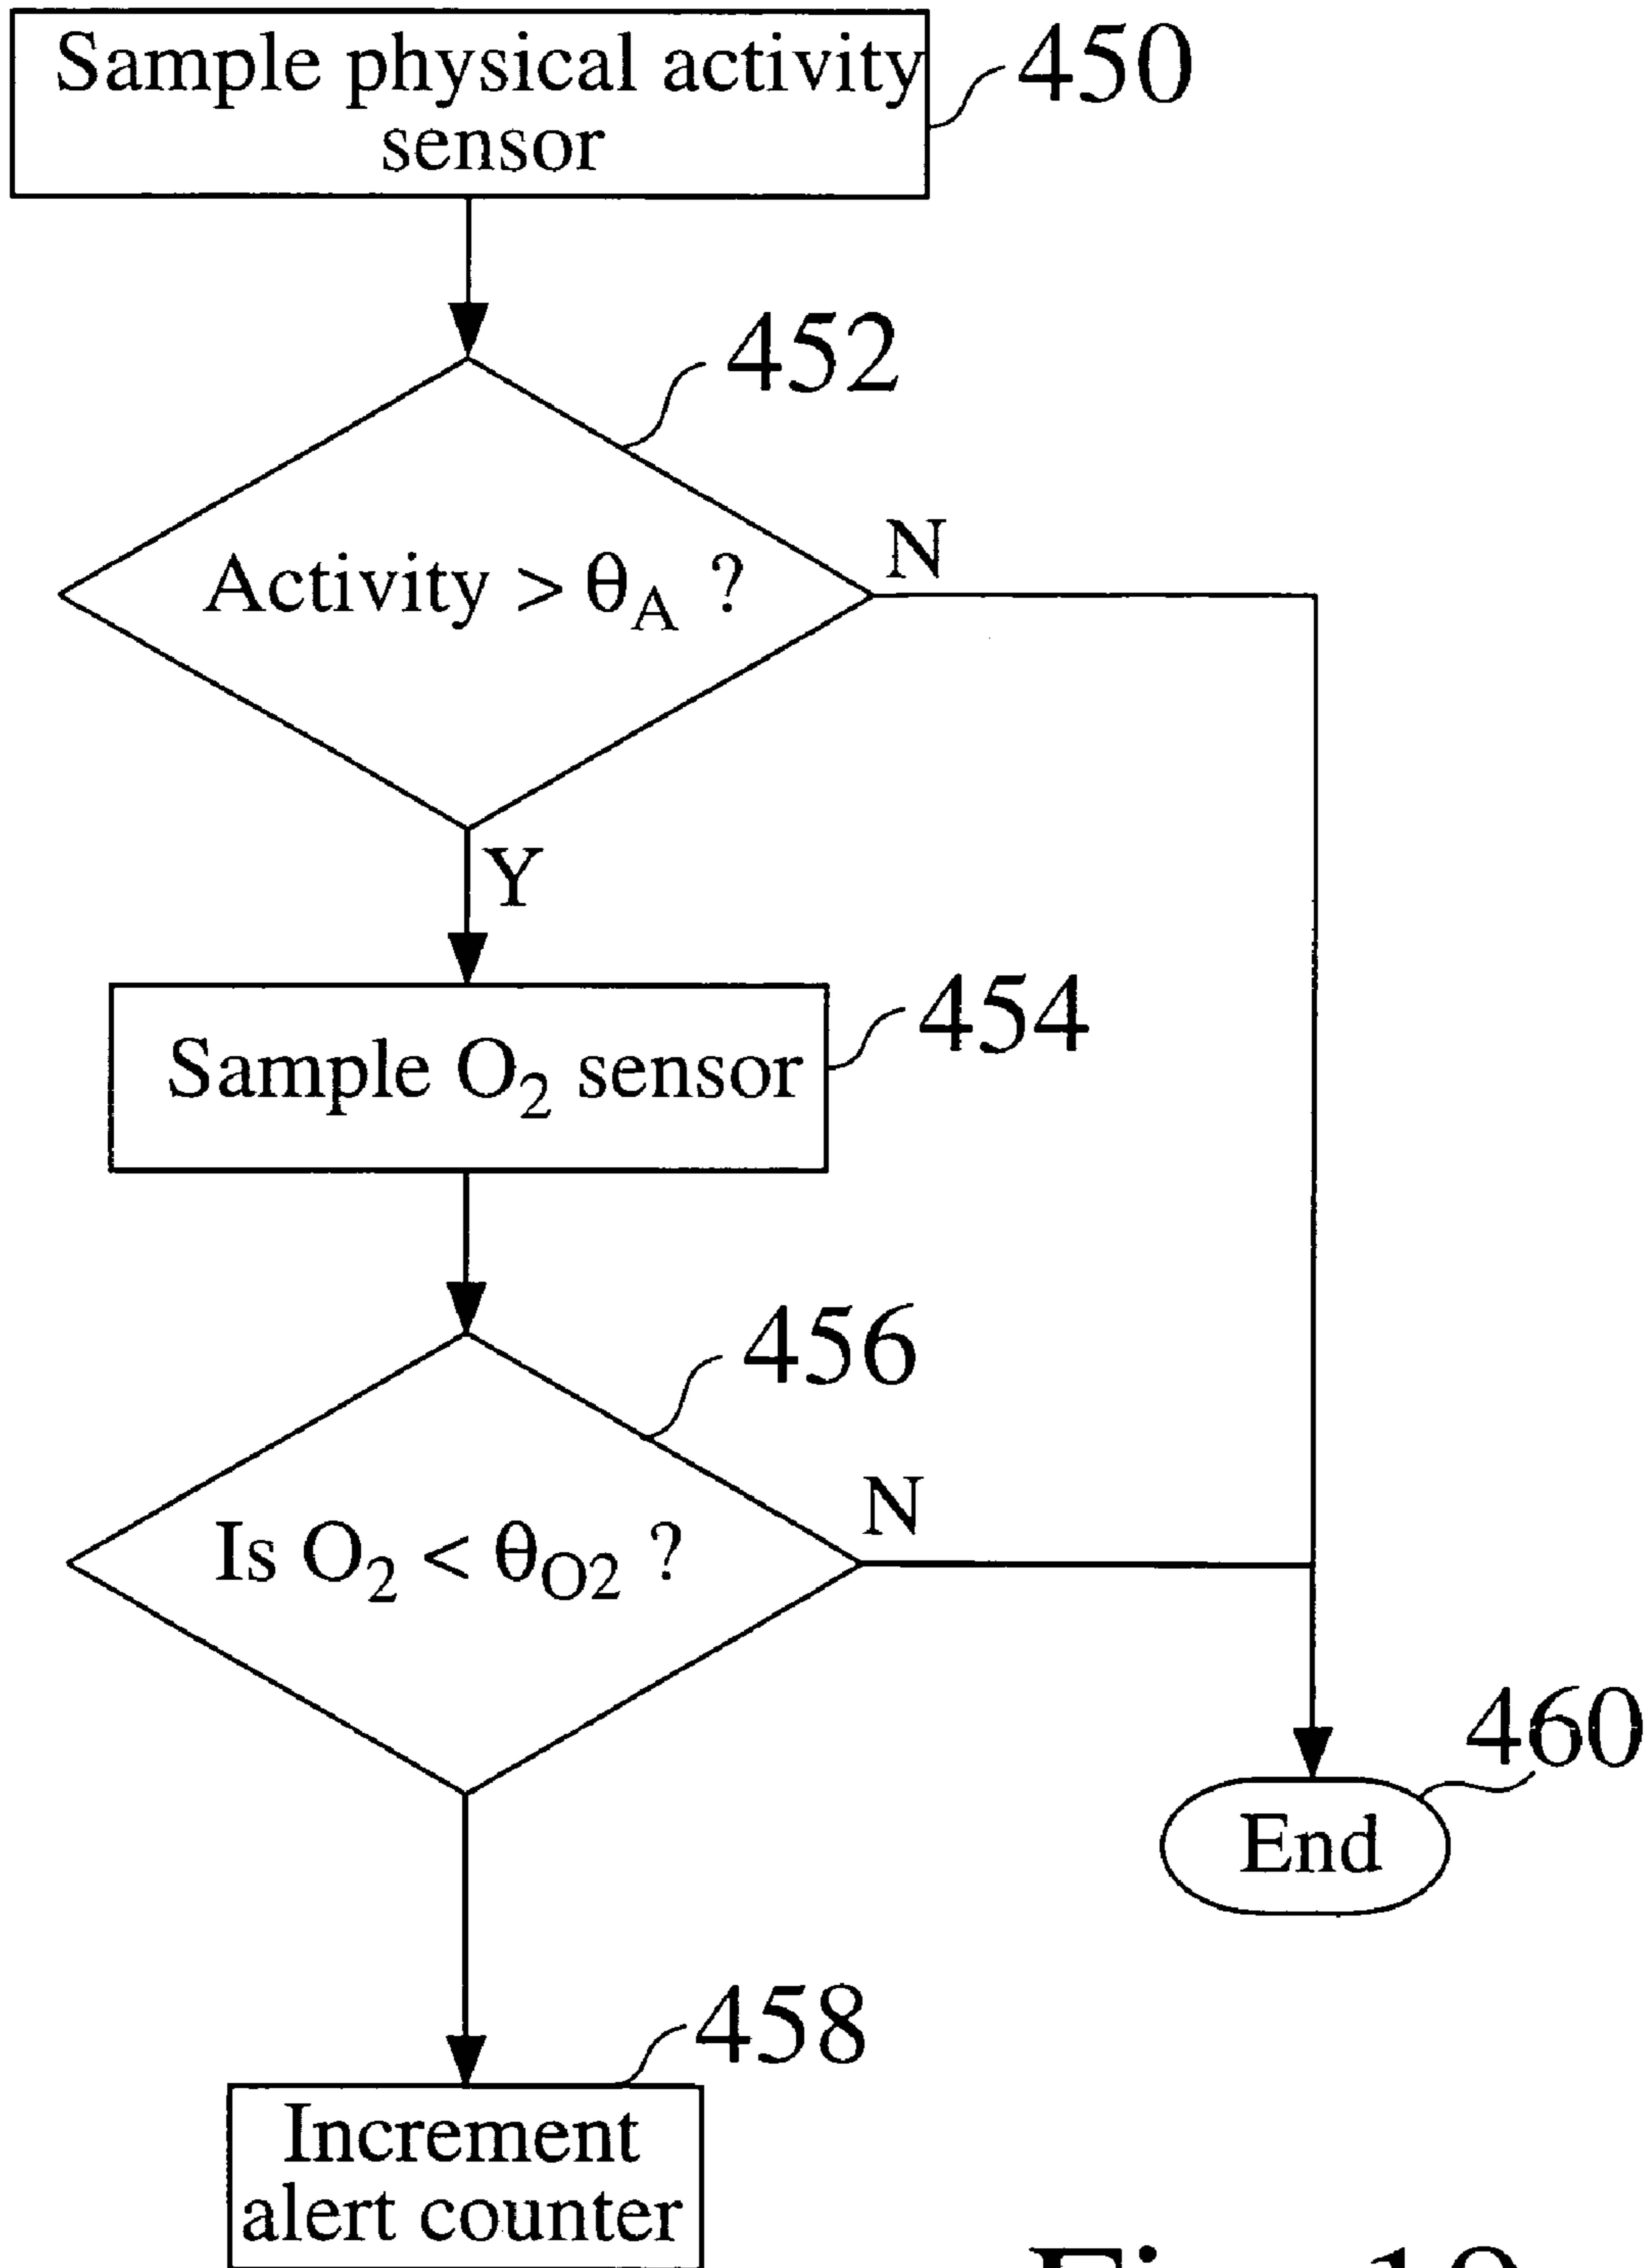 Sample physical activity
sensor
450
452
Activity > θA ?
N
Y
Sample O2 sensor
454
456
Is O2 < θO2 ?
N
460
End
458
Increment
alert counter